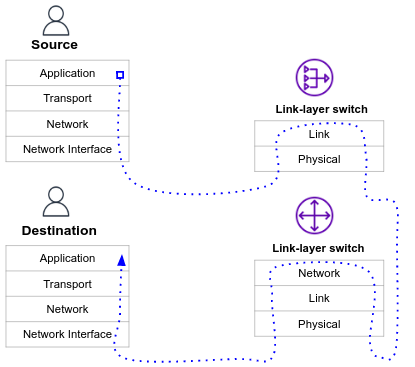 Source
Application
Transport
Network
Network Interface
Link-layer switch
Link
Physical
Destination
Application
Transport
Network
Network Interface
Link-layer switch
Network
Link
Physical